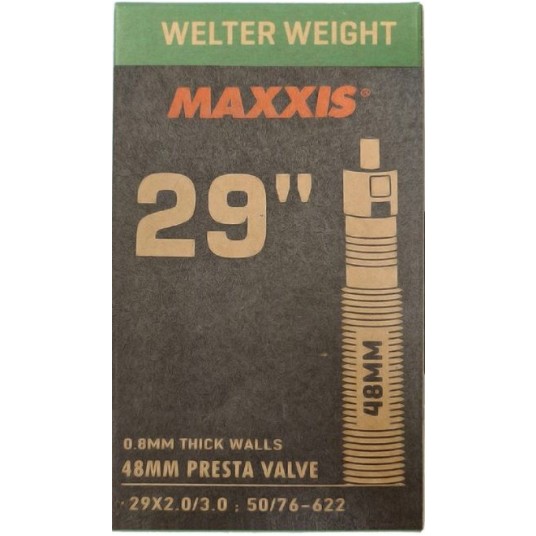 WELTER WEIGHT
MAXXIS®
29"
48MM
0.8MM THICK WALLS
48MM PRESTA VALVE
29X2.0/3.0 ; 50/76-622